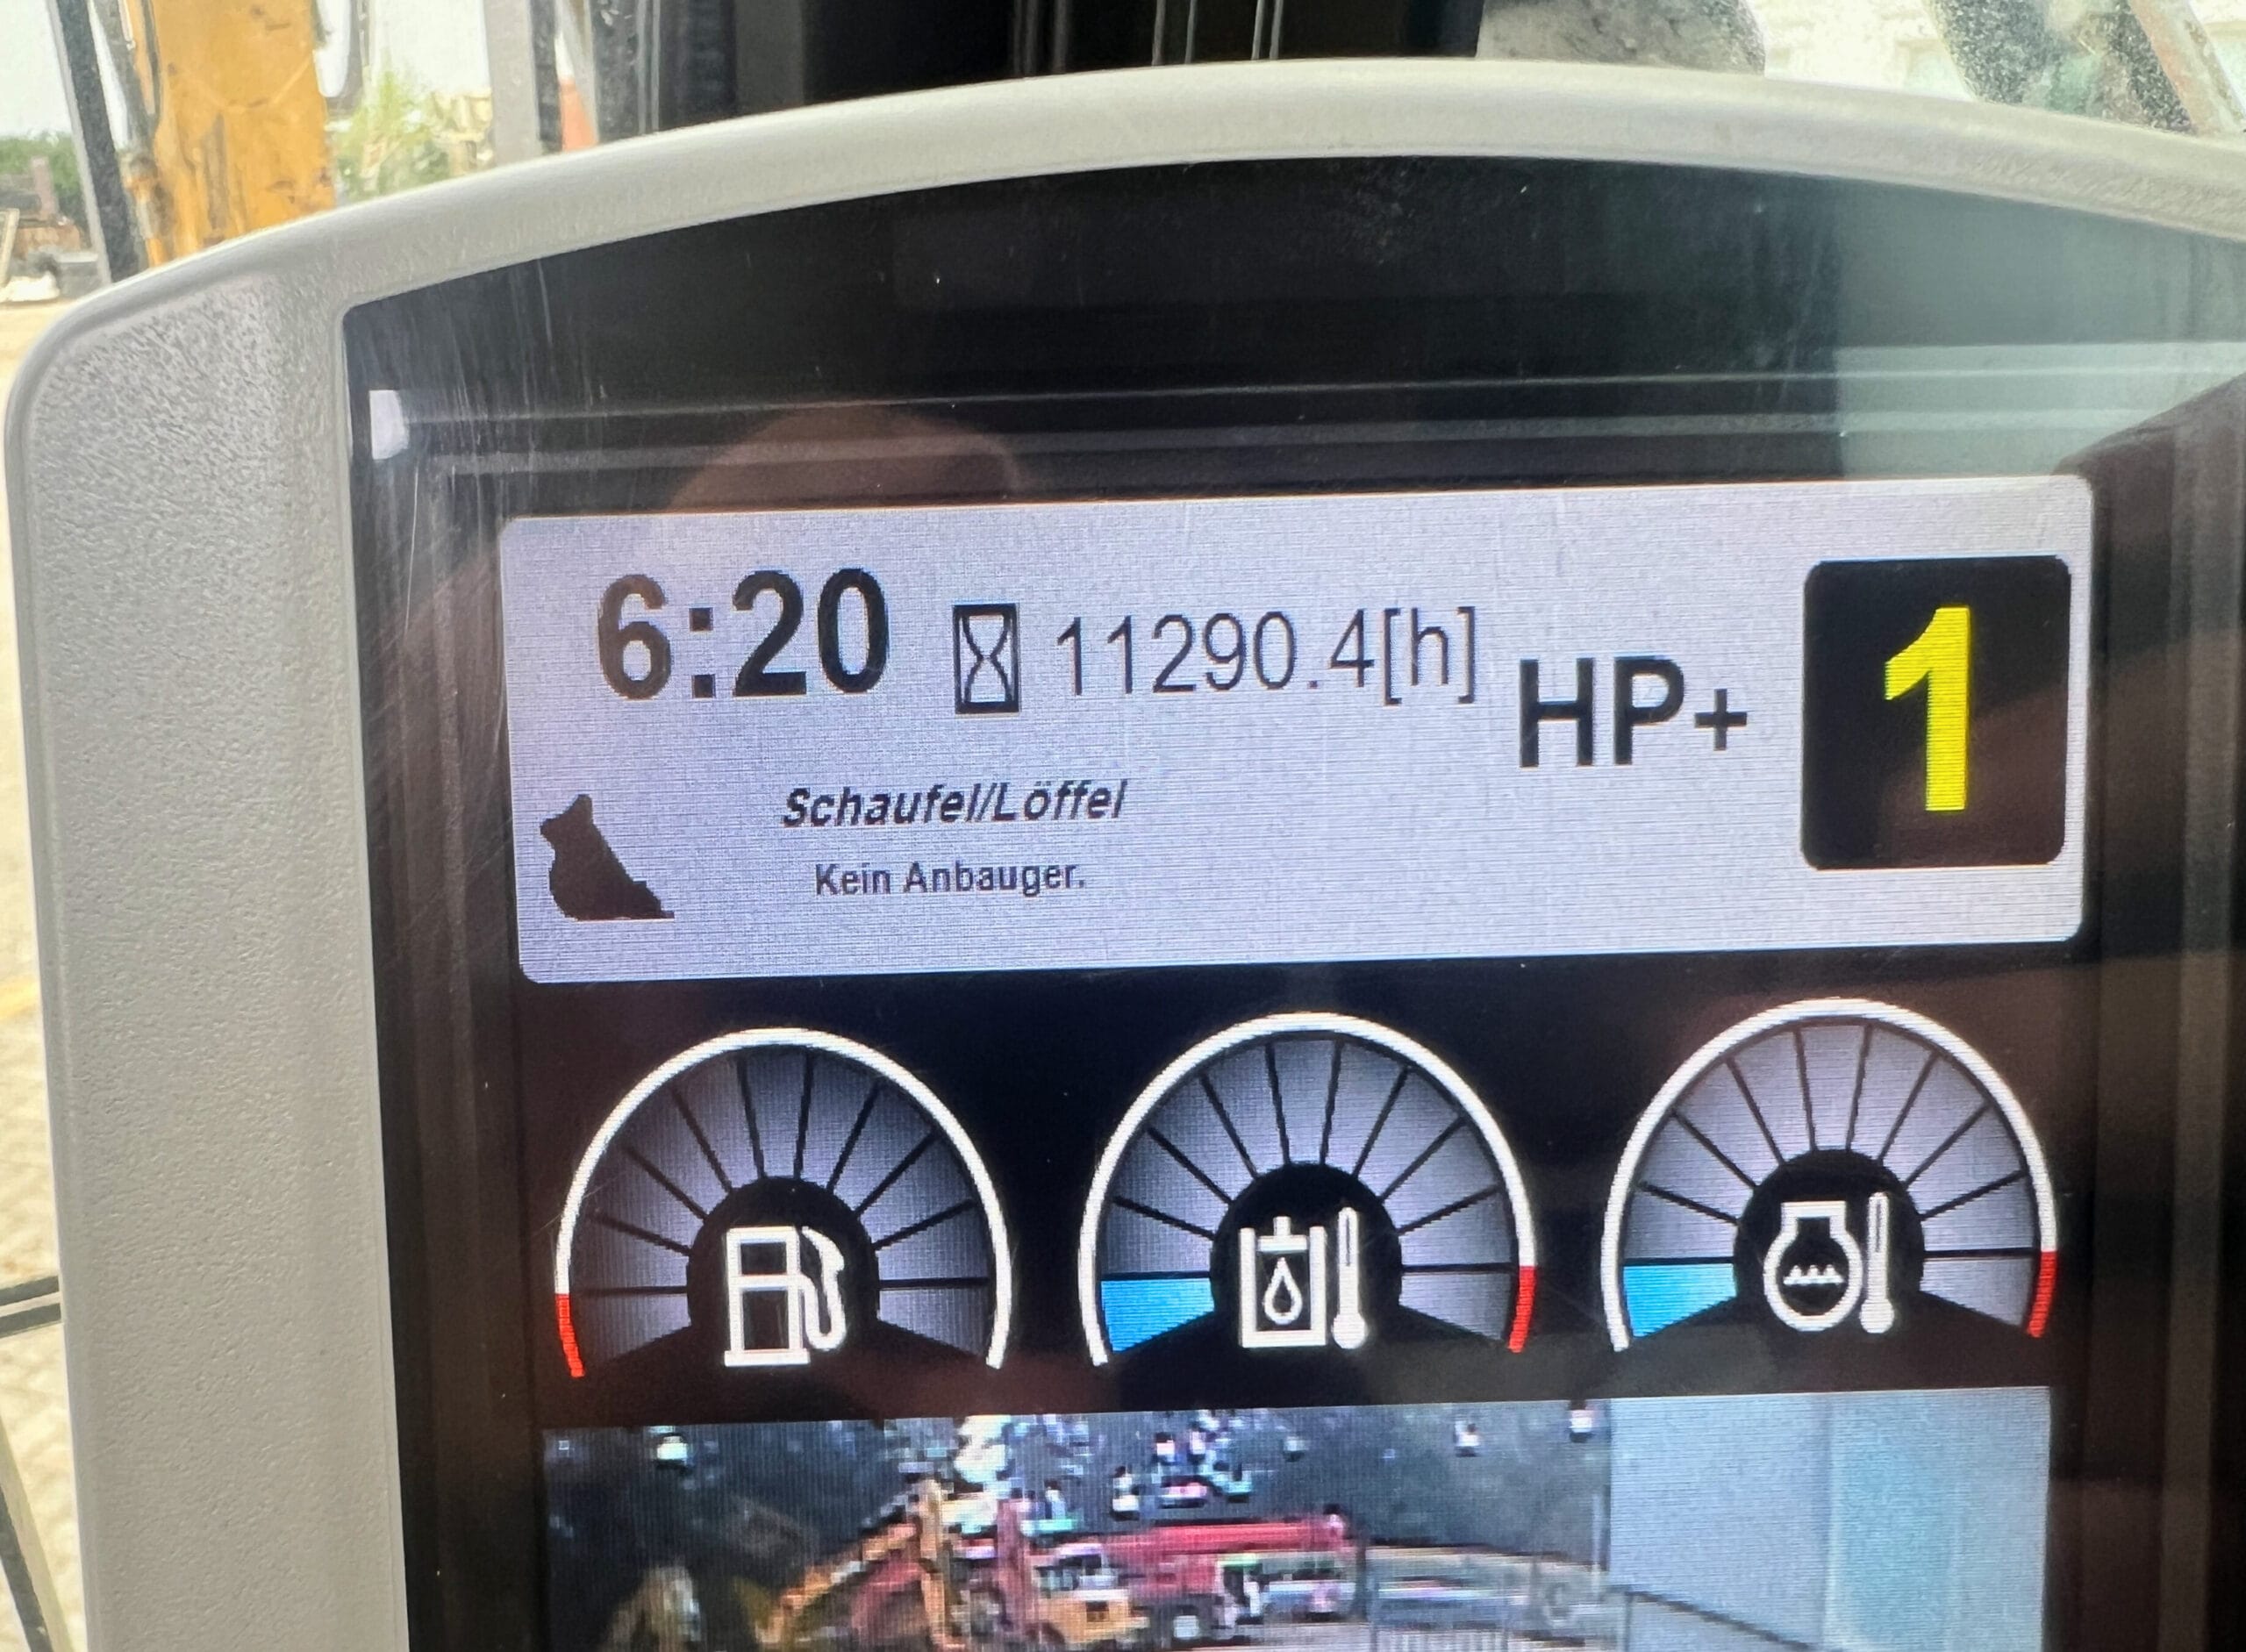 6:20 11290.4[h] HP+ 1
Schaufel/Löffel
Kein Anbauger.